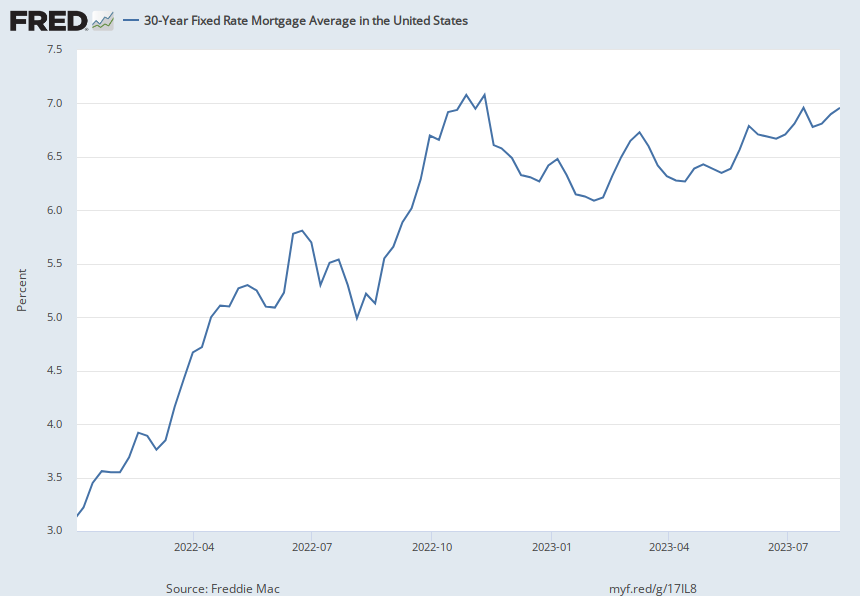 FRED
30-Year Fixed Rate Mortgage Average in the United States
7.5
7.0
6.5
6.0
5.5
5.0
4.5
4.0
3.5
3.0
Percent
2022-04 2022-07 2022-10 2023-01 2023-04 2023-07
Source: Freddie Mac
myf.red/g/17IL8